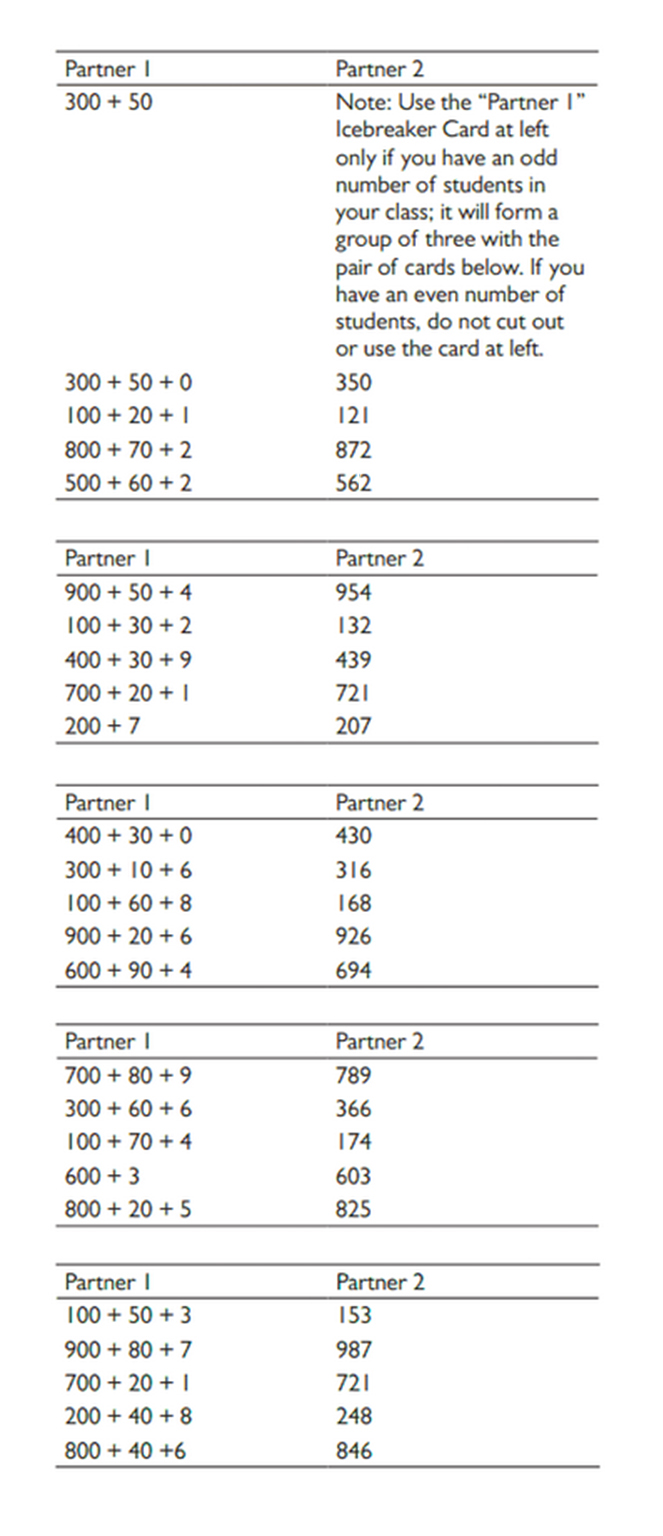 Partner 1 Partner 2
300 + 50 Note: Use the “Partner 1”
Icebreaker Card at left
only if you have an odd
number of students in
your class; it will form a
group of three with the
pair of cards below. If you
have an even number of
students, do not cut out
or use the card at left.
300 + 50 + 0 350
100 + 20 + 1 121
800 + 70 + 2 872
500 + 60 + 2 562
Partner 1 Partner 2
900 + 50 + 4 954
100 + 30 + 2 132
400 + 30 + 9 439
700 + 20 + 1 721
200 + 7 207
Partner 1 Partner 2
400 + 30 + 0 430
300 + 10 + 6 316
100 + 60 + 8 168
900 + 20 + 6 926
600 + 90 + 4 694
Partner 1 Partner 2
700 + 80 + 9 789
300 + 60 + 6 366
100 + 70 + 4 174
600 + 3 603
800 + 20 + 5 825
Partner 1 Partner 2
100 + 50 + 3 153
900 + 80 + 7 987
700 + 20 + 1 721
200 + 40 + 8 248
800 + 40 +6 846